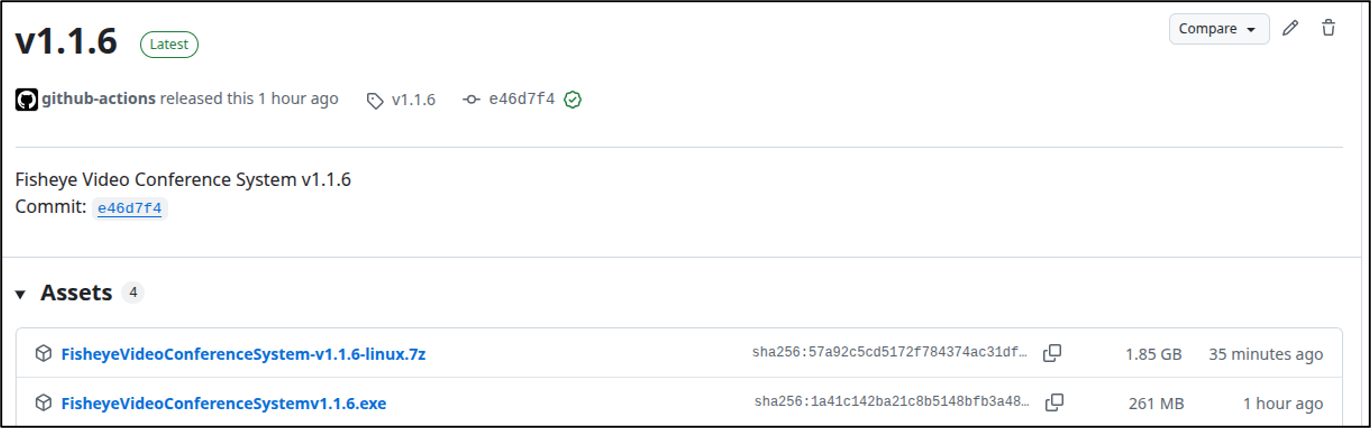 v1.1.6 Latest Compare
github-actions released this 1 hour ago v1.1.6 e46d7f4
Fisheye Video Conference System v1.1.6
Commit: e46d7f4
Assets 4
FisheyeVideoConferenceSystem-v1.1.6-linux.7z sha256:57a92c5cd5172f784374ac31df… 1.85 GB 35 minutes ago
FisheyeVideoConferenceSystemv1.1.6.exe sha256:1a41c142ba21c8b5148bfb3a48… 261 MB 1 hour ago